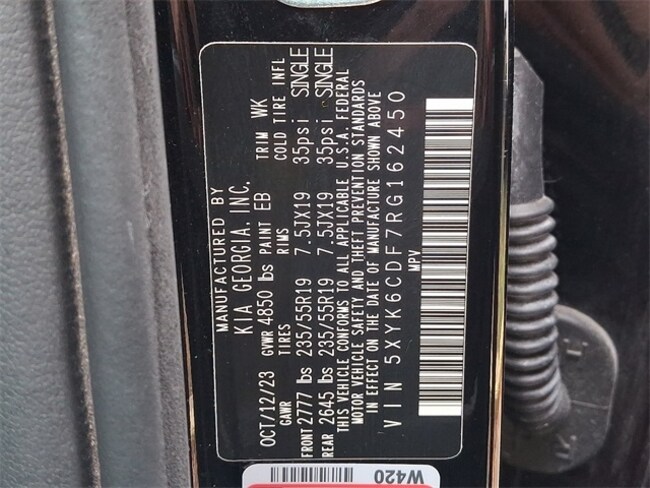 MANUFACTURED BY
KIA GEORGIA, INC.
OCT/12/23 GVWR 4850 lbs PAINT EB TRIM WK
GAWR TIRES RIMS COLD TIRE INFL
FRONT 2777 lbs 235/55R19 7.5JX19 35psi SINGLE
REAR 2645 lbs 235/55R19 7.5JX19 35psi SINGLE
THIS VEHICLE CONFORMS TO ALL APPLICABLE U.S.A. FEDERAL
MOTOR VEHICLE SAFETY AND THEFT PREVENTION STANDARDS
IN EFFECT ON THE DATE OF MANUFACTURE SHOWN ABOVE
VIN 5XYK6CDF7RG162450
MPV
W420